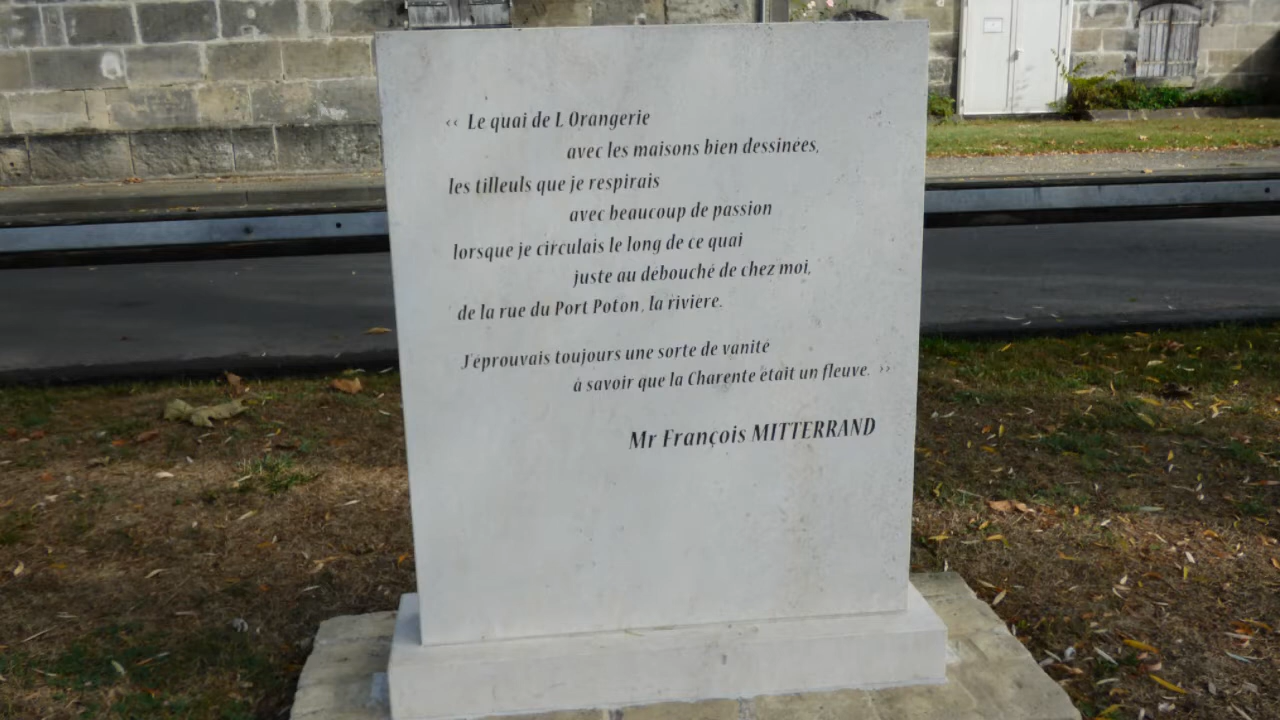 ‹‹ Le quai de L'Orangerie
avec les maisons bien dessinées,
les tilleuls que je respirais
avec beaucoup de passion
lorsque je circulais le long de ce quai
juste au débouché de chez moi,
de la rue du Port Poton, la rivière.
J'éprouvais toujours une sorte de vanité
à savoir que la Charente était un fleuve. ››
Mr François MITTERRAND